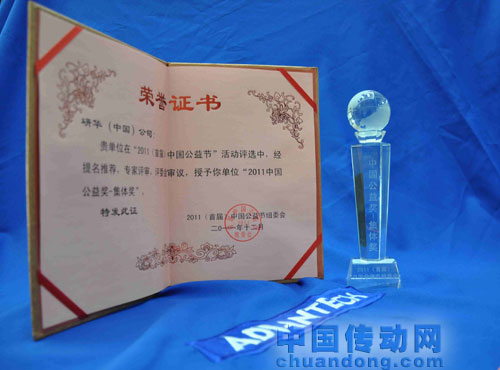 荣誉证书
研华（中国）公司：
贵单位在“2011（首届）中国公益节”活动评选中，经
提名推荐、专家评审、评委会审议，授予你单位“2011中国
公益奖-集体奖”。
特发此证
2011（首届）中国公益节组委会
二〇一一年十二月
中国公益奖·集体奖
2011（首届）
ADVANTECH
中国传动网
chuandong.com